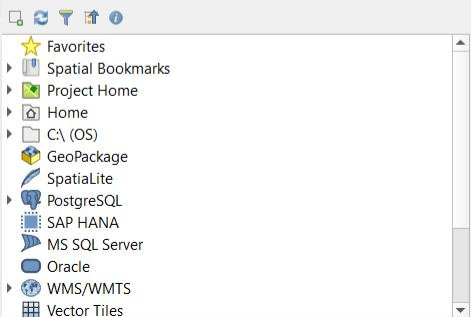 Favorites
Spatial Bookmarks
Project Home
Home
C:\ (OS)
GeoPackage
SpatiaLite
PostgreSQL
SAP HANA
MS SQL Server
Oracle
WMS/WMTS
Vector Tiles